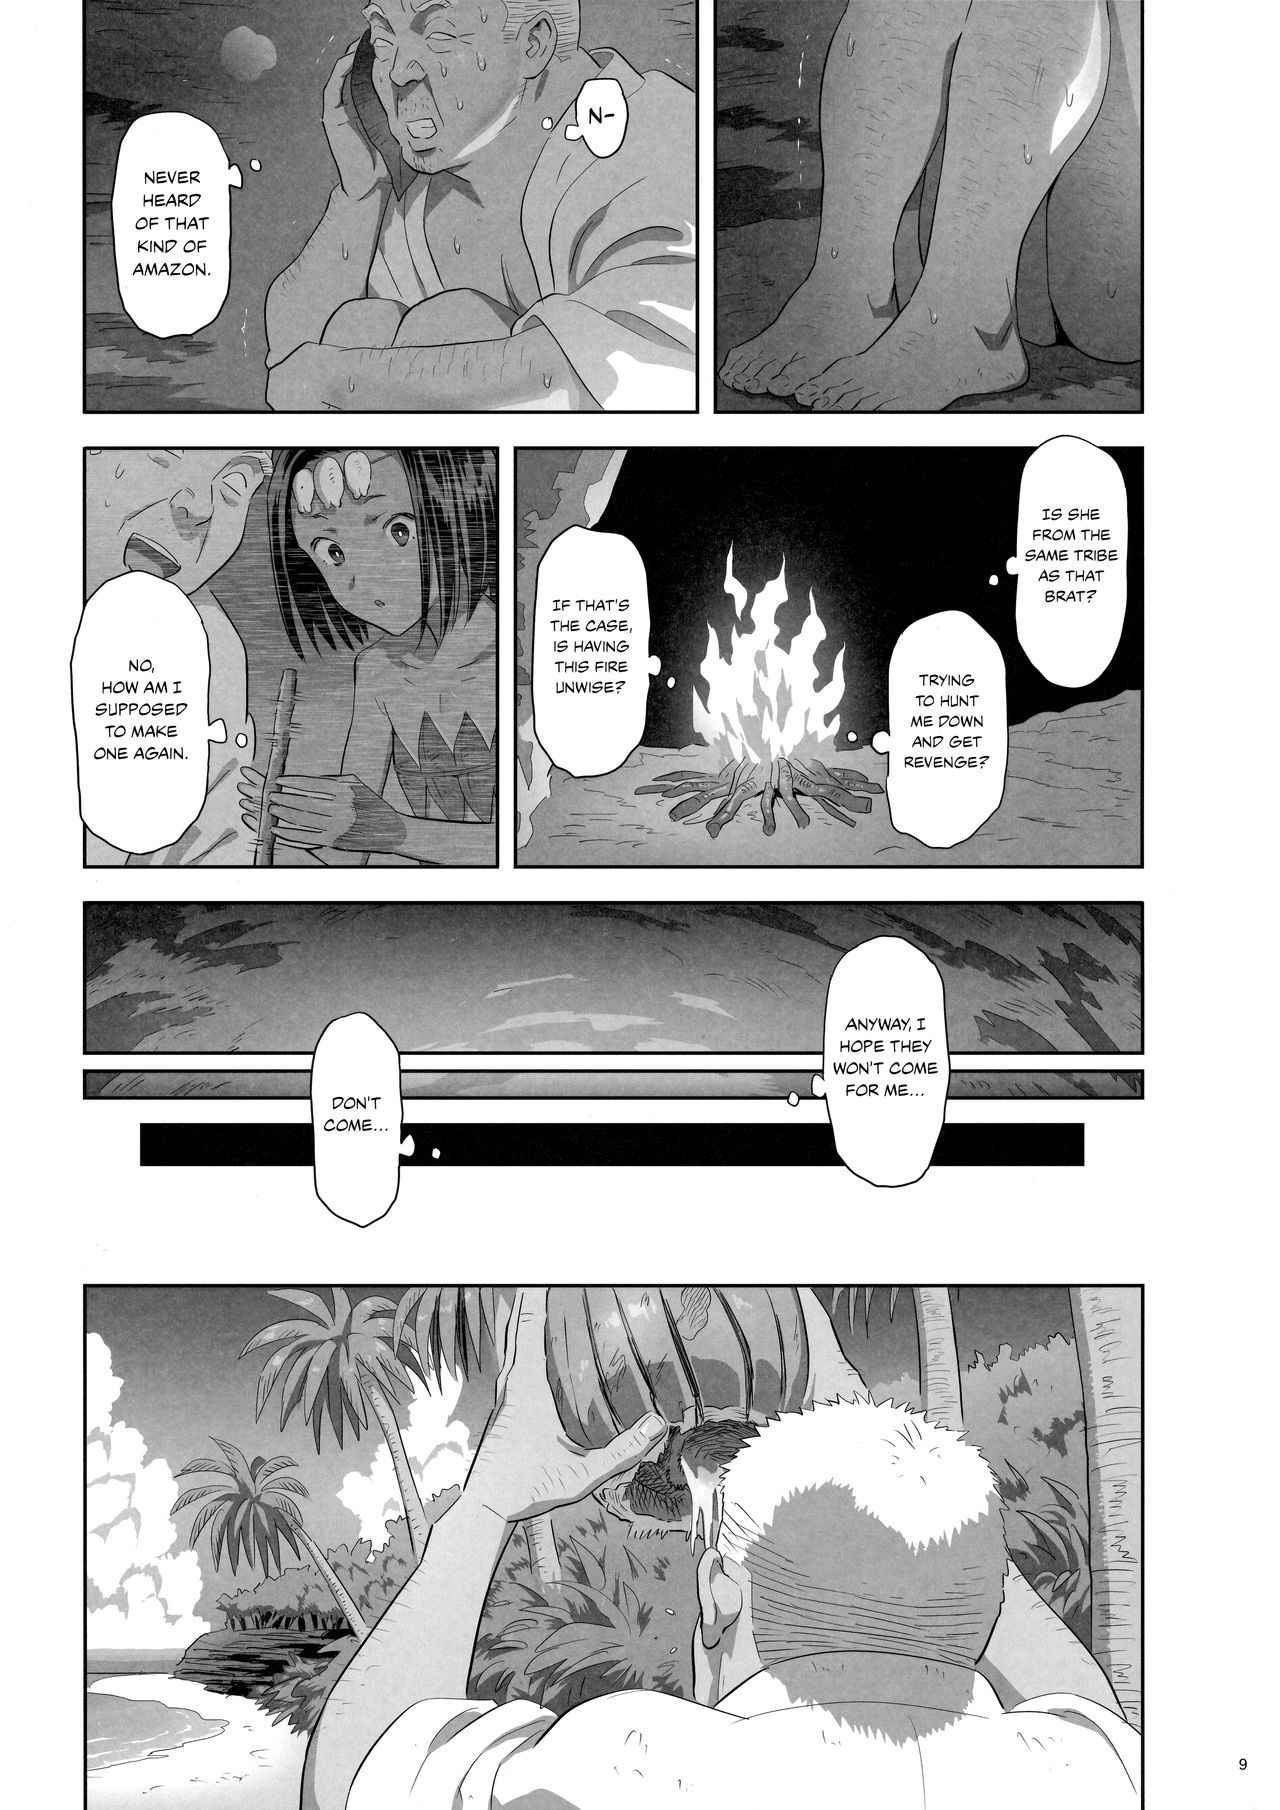 N-
NEVER
HEARD
OF THAT
KIND OF
AMAZON.
IS SHE
FROM THE
SAME TRIBE
AS THAT
BRAT?
TRYING
TO HUNT
ME DOWN
AND GET
REVENGE?
IF THAT'S
THE CASE,
IS HAVING
THIS FIRE
UNWISE?
NO,
HOW AM I
SUPPOSED
TO MAKE
ONE AGAIN.
ANYWAY, I
HOPE THEY
WON'T COME
FOR ME...
DON'T
COME...
9